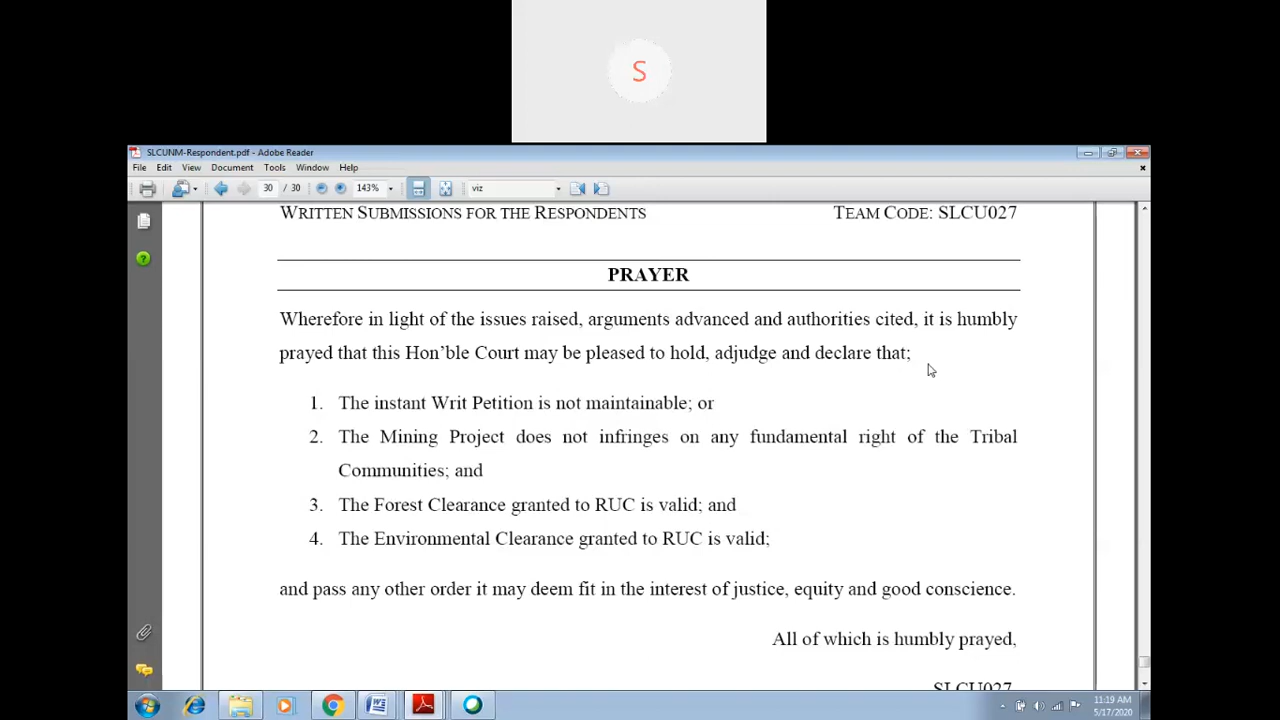 S
SLCUNM-Respondent.pdf - Adobe Reader
File Edit View Document Tools Window Help
30 / 30 143% viz
WRITTEN SUBMISSIONS FOR THE RESPONDENTS TEAM CODE: SLCU027
PRAYER
Wherefore in light of the issues raised, arguments advanced and authorities cited, it is humbly
prayed that this Hon’ble Court may be pleased to hold, adjudge and declare that;
1. The instant Writ Petition is not maintainable; or
2. The Mining Project does not infringes on any fundamental right of the Tribal
Communities; and
3. The Forest Clearance granted to RUC is valid; and
4. The Environmental Clearance granted to RUC is valid;
and pass any other order it may deem fit in the interest of justice, equity and good conscience.
All of which is humbly prayed,
SLCU027
11:19 AM
5/17/2020